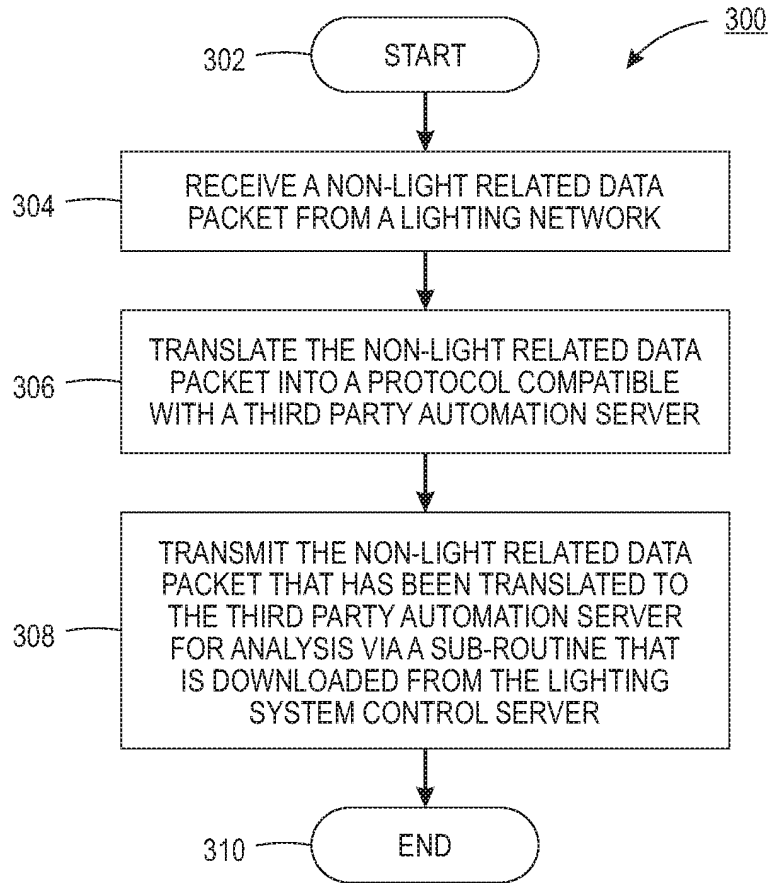 300
302
START
304
RECEIVE A NON-LIGHT RELATED DATA
PACKET FROM A LIGHTING NETWORK
306
TRANSLATE THE NON-LIGHT RELATED DATA
PACKET INTO A PROTOCOL COMPATIBLE
WITH A THIRD PARTY AUTOMATION SERVER
308
TRANSMIT THE NON-LIGHT RELATED DATA
PACKET THAT HAS BEEN TRANSLATED TO
THE THIRD PARTY AUTOMATION SERVER
FOR ANALYSIS VIA A SUB-ROUTINE THAT
IS DOWNLOADED FROM THE LIGHTING
SYSTEM CONTROL SERVER
310
END